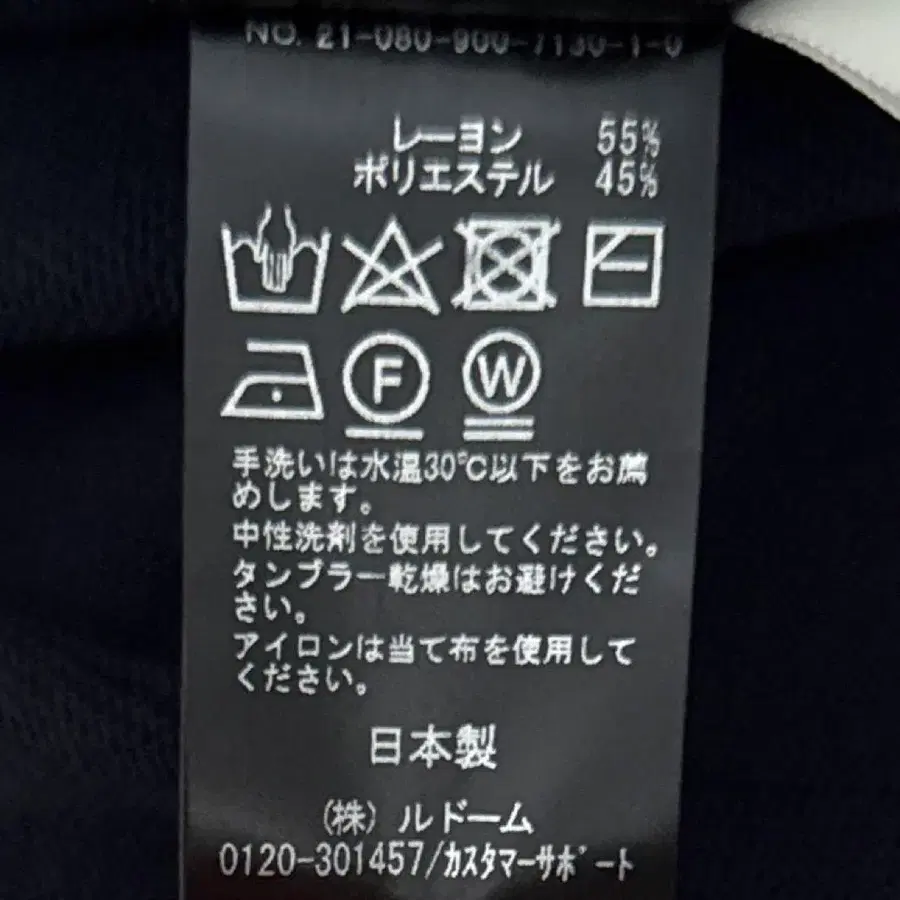 NO. 21-080-900-7130-1-0
レーヨン 55%
ポリエステル 45%
F W
手洗いは水温30℃以下をお薦
めします。
中性洗剤を使用してください。
タンブラー乾燥はお避けくだ
さい。
アイロンは当て布を使用して
ください。
日本製
(株) ルドーム
0120-301457/カスタマーサポート